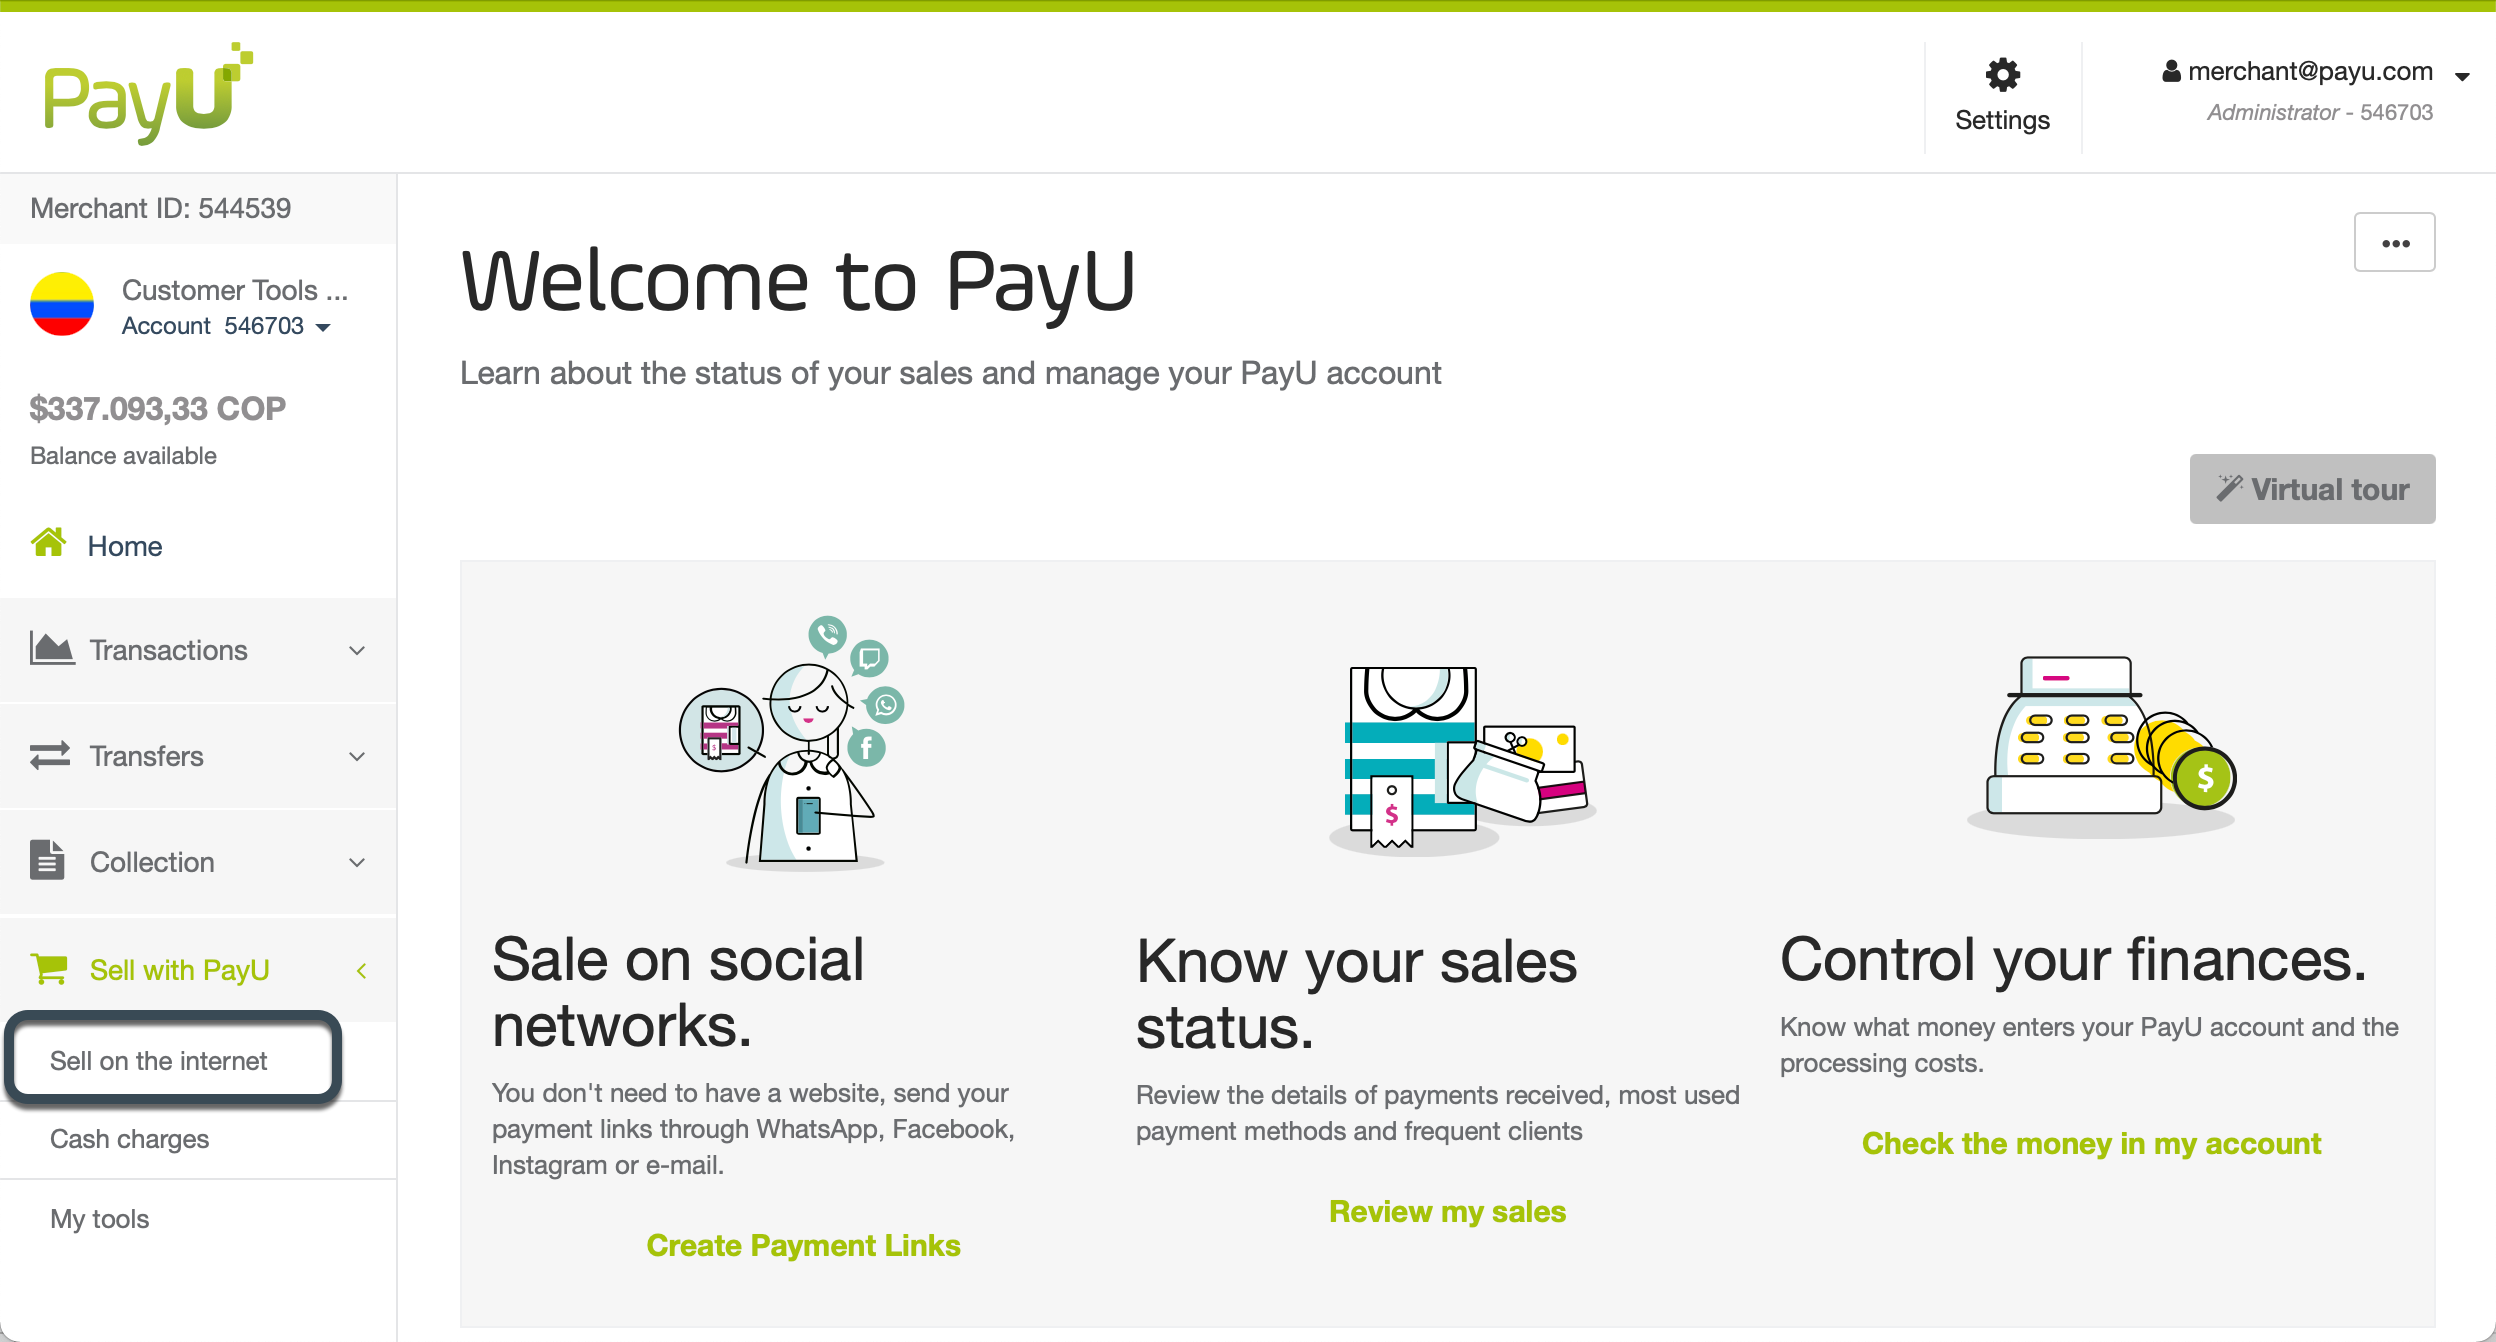 PayU
Settings
merchant@payu.com
Administrator - 546703
Merchant ID: 544539
Customer Tools ...
Account 546703
$337.093,33 COP
Balance available
Home
Transactions
Transfers
Collection
Sell with PayU
Sell on the internet
Cash charges
My tools
Welcome to PayU
Learn about the status of your sales and manage your PayU account
Virtual tour
Sale on social
networks.
You don't need to have a website, send your
payment links through WhatsApp, Facebook,
Instagram or e-mail.
Create Payment Links
Know your sales
status.
Review the details of payments received, most used
payment methods and frequent clients
Review my sales
Control your finances.
Know what money enters your PayU account and the
processing costs.
Check the money in my account